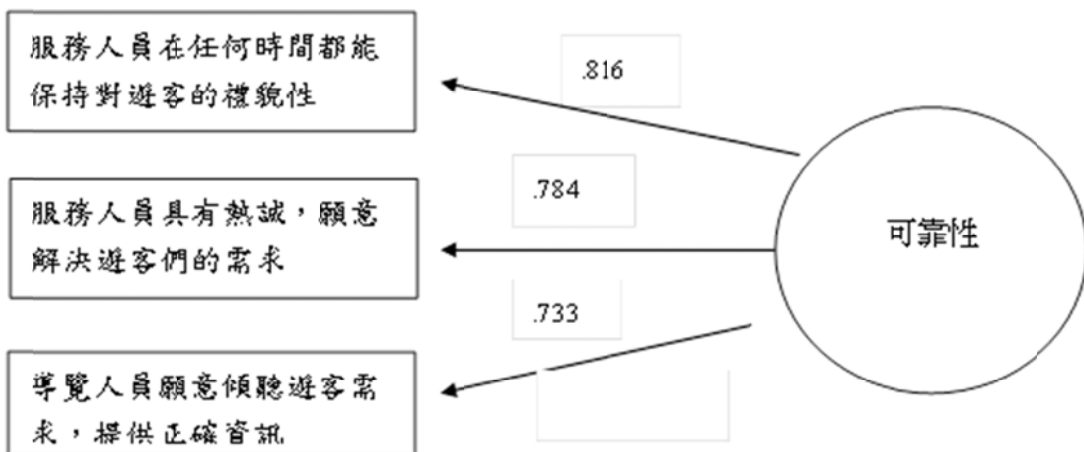 服務人員在任何時間都能
保持對遊客的禮貌性
.816
服務人員具有熱誠，願意
解決遊客們的需求
.784
可靠性
.733
導覽人員願意傾聽遊客需
求，提供正確資訊